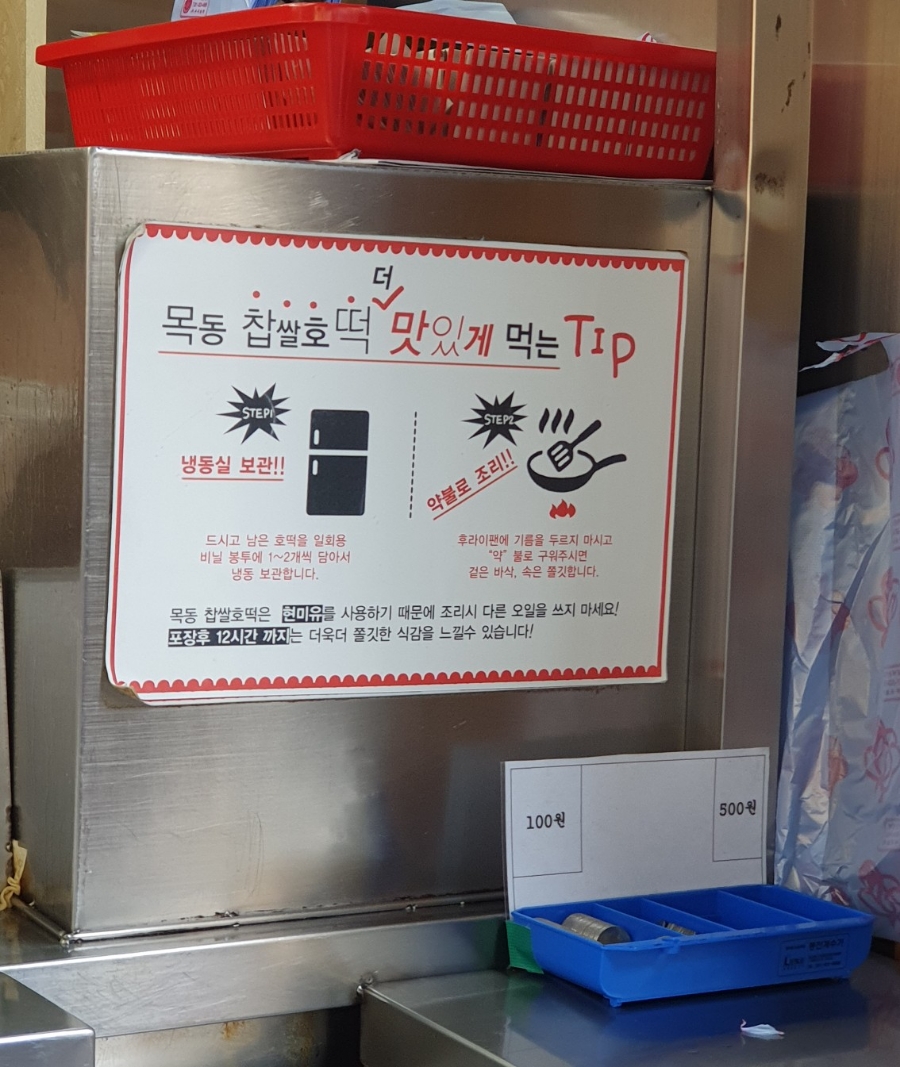 더
목동 찹쌀호떡 맛있게 먹는 TIP
STEP1
냉동실 보관!!
드시고 남은 호떡을 일회용
비닐 봉투에 1~2개씩 담아서
냉동 보관합니다.
STEP2
약불로 조리!!
후라이팬에 기름을 두르지 마시고
"약" 불로 구워주시면
겉은 바삭, 속은 쫄깃합니다.
목동 찹쌀호떡은 현미유를 사용하기 때문에 조리시 다른 오일을 쓰지 마세요!
포장후 12시간 까지는 더욱더 쫄깃한 식감을 느낄수 있습니다!
100원
500원